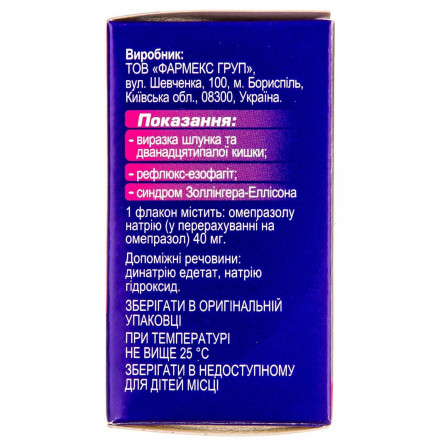 Виробник:
ТОВ «ФАРМЕКС ГРУП»,
вул. Шевченка, 100, м. Бориспіль,
Київська обл., 08300, Україна.
Показання:
- виразка шлунка та
дванадцятипалої кишки;
- рефлюкс-езофагіт;
- синдром Золлінгера-Еллісона
1 флакон містить: омепразолу
натрію (у перерахуванні на
омепразол) 40 мг.
Допоміжні речовини:
динатрію едетат, натрію
гідроксид.
ЗБЕРІГАТИ В ОРИГІНАЛЬНІЙ
УПАКОВЦІ
ПРИ ТЕМПЕРАТУРІ
НЕ ВИЩЕ 25 °С
ЗБЕРІГАТИ В НЕДОСТУПНОМУ
ДЛЯ ДІТЕЙ МІСЦІ